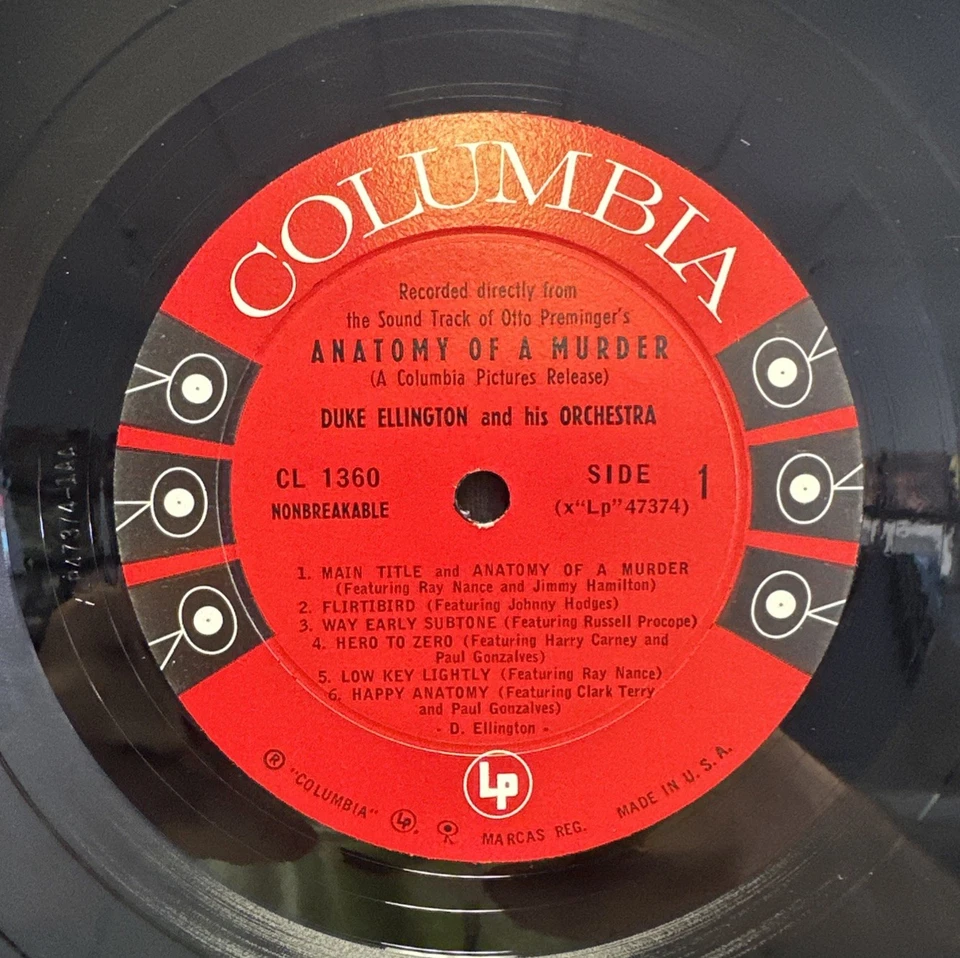 COLUMBIA
Recorded directly from
the Sound Track of Otto Preminger's
ANATOMY OF A MURDER
(A Columbia Pictures Release)
DUKE ELLINGTON and his ORCHESTRA
CL 1360
NONBREAKABLE
SIDE 1
(x“Lp”47374)
1. MAIN TITLE and ANATOMY OF A MURDER
(Featuring Ray Nance and Jimmy Hamilton)
2. FLIRTIBIRD (Featuring Johnny Hodges)
3. WAY EARLY SUBTONE (Featuring Russell Procope)
4. HERO TO ZERO (Featuring Harry Carney and
Paul Gonzalves)
5. LOW KEY LIGHTLY (Featuring Ray Nance)
6. HAPPY ANATOMY (Featuring Clark Terry
and Paul Gonzalves)
- D. Ellington -
Lp
® "COLUMBIA" Lp, MARCAS REG. MADE IN U. S. A.